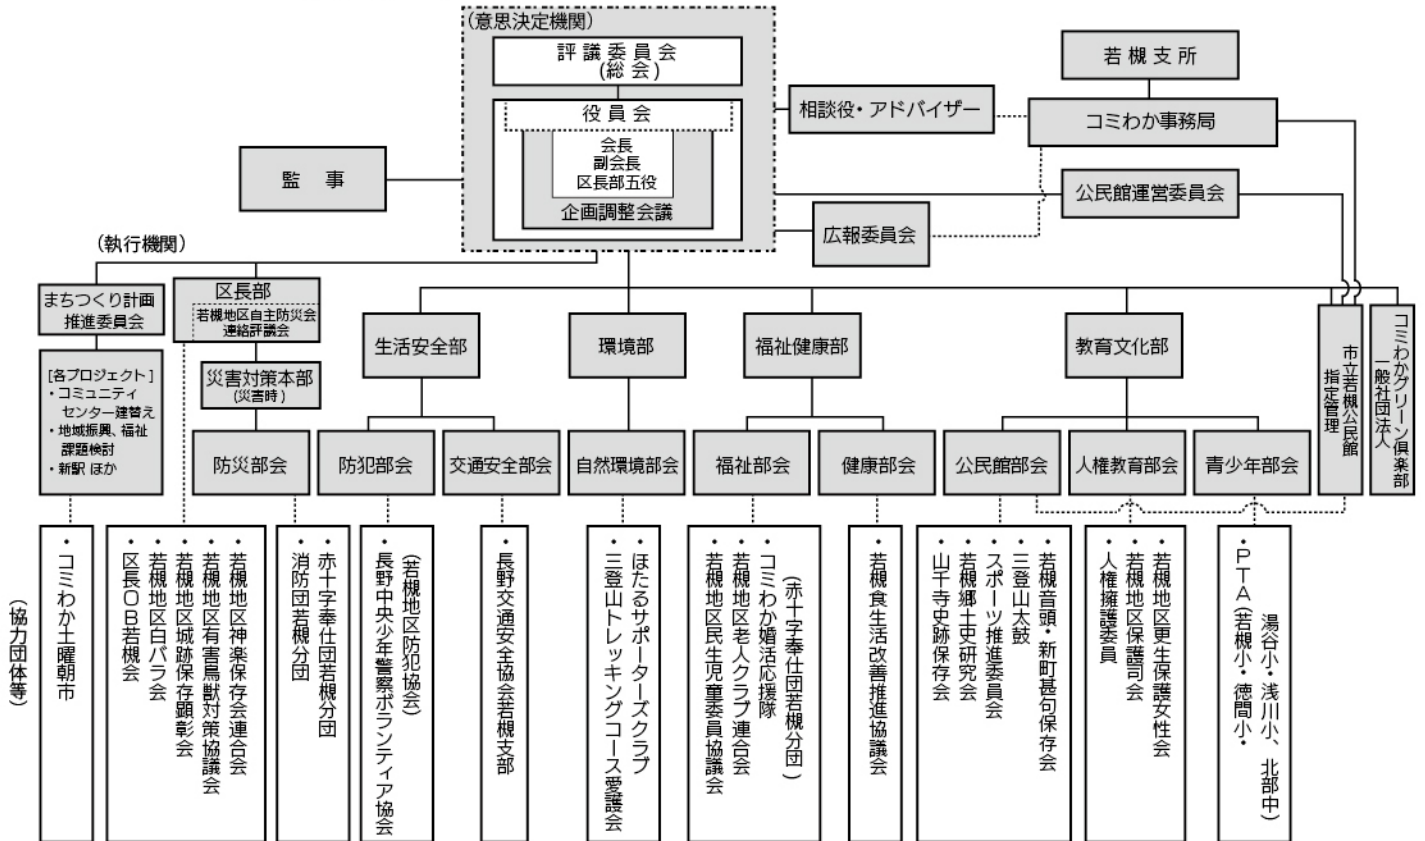 (意思決定機関)
評議委員会
(総会)
役員会
会長
副会長
区長部五役
企画調整会議
監 事
相談役・アドバイザー
若槻支所
コミわか事務局
公民館運営委員会
広報委員会
(執行機関)
まちつくり計画
推進委員会
[各プロジェクト]
・コミュニティ
センター建替え
・地域振興、福祉
課題検討
・新駅 ほか
区長部
若槻地区自主防災会
連絡評議会
災害対策本部
(災害時)
防災部会
生活安全部
防犯部会
交通安全部会
環境部
自然環境部会
福祉健康部
福祉部会
健康部会
教育文化部
公民館部会
人権教育部会
青少年部会
市立若槻公民館
指定管理
コミわかグリーン倶楽部
一般社団法人
(協力団体等)
・コミわか土曜朝市
・若槻地区神楽保存会連合会
・若槻地区有害鳥獣対策協議会
・若槻地区城跡保存顕彰会
・若槻地区白バラ会
・区長OB若槻会
・赤十字奉仕団若槻分団
・消防団若槻分団
(若槻地区防犯協会)
・長野中央少年警察ボランティア協会
・長野交通安全協会若槻支部
・ほたるサポーターズクラブ
・三登山トレッキングコース愛護会
(赤十字奉仕団若槻分団)
・コミわか婚活応援隊
・若槻地区老人クラブ連合会
・若槻地区民生児童委員協議会
・若槻食生活改善推進協議会
・若槻音頭・新町甚句保存会
・三登山太鼓
・スポーツ推進委員会
・若槻郷土史研究会
・山千寺史跡保存会
・若槻地区更生保護女性会
・若槻地区保護司会
・人権擁護委員
・PTA(若槻小・徳間小・
湯谷小・浅川小、北部中)